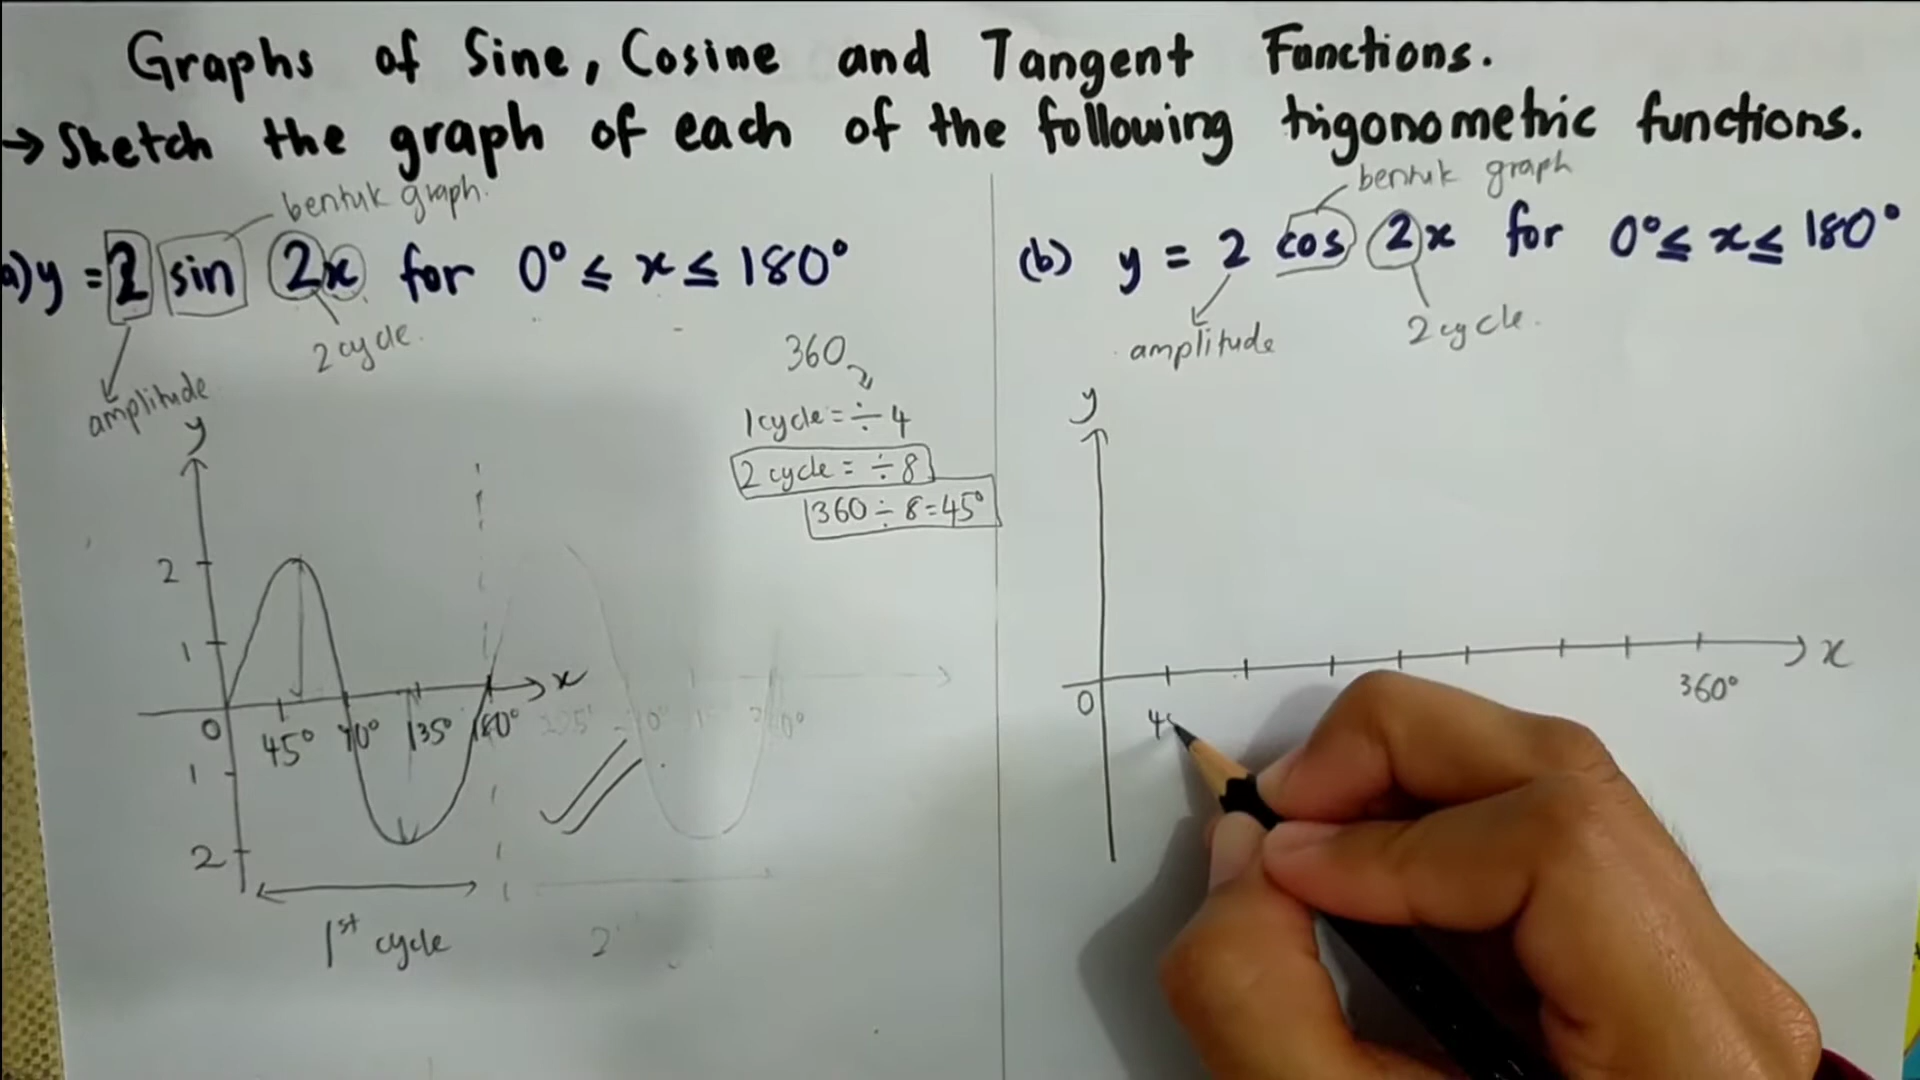 Graphs of Sine, Cosine and Tangent Functions.
→ Sketch the graph of each of the following trigonometric functions.
bentuk graph.
a) y = 2 sin 2x for 0° ≤ x ≤ 180°
2 cycle.
amplitude
360
1 cycle = ÷ 4
2 cycle = ÷ 8
360 ÷ 8 = 45°
y
2
1
0
45° 90° 135° 180°
x
1
2
1st cycle
2
bentuk graph
(b) y = 2 cos 2x for 0° ≤ x ≤ 180°
amplitude
2 cycle.
y
x
0
4
360°